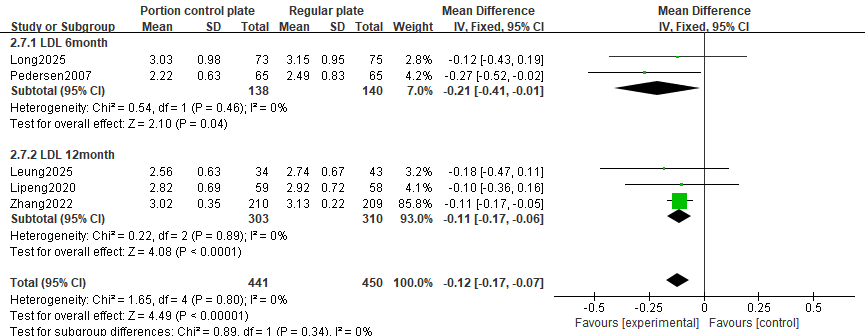 Portion control plate Regular plate Mean Difference Mean Difference
Study or Subgroup Mean SD Total Mean SD Total Weight IV, Fixed, 95% CI IV, Fixed, 95% CI
2.7.1 LDL 6month
Long2025 3.03 0.98 73 3.15 0.95 75 2.8% -0.12 [-0.43, 0.19]
Pedersen2007 2.22 0.63 65 2.49 0.83 65 4.2% -0.27 [-0.52, -0.02]
Subtotal (95% CI) 138 140 7.0% -0.21 [-0.41, -0.01]
Heterogeneity: Chi² = 0.54, df = 1 (P = 0.46); I² = 0%
Test for overall effect: Z = 2.10 (P = 0.04)
2.7.2 LDL 12month
Leung2025 2.56 0.63 34 2.74 0.67 43 3.2% -0.18 [-0.47, 0.11]
Lipeng2020 2.82 0.69 59 2.92 0.72 58 4.1% -0.10 [-0.36, 0.16]
Zhang2022 3.02 0.35 210 3.13 0.22 209 85.8% -0.11 [-0.17, -0.05]
Subtotal (95% CI) 303 310 93.0% -0.11 [-0.17, -0.06]
Heterogeneity: Chi² = 0.22, df = 2 (P = 0.89); I² = 0%
Test for overall effect: Z = 4.08 (P < 0.0001)
Total (95% CI) 441 450 100.0% -0.12 [-0.17, -0.07]
Heterogeneity: Chi² = 1.65, df = 4 (P = 0.80); I² = 0%
Test for overall effect: Z = 4.49 (P < 0.00001)
Test for subgroup differences: Chi² = 0.89, df = 1 (P = 0.34), I² = 0%
-0.5 -0.25 0 0.25 0.5
Favours [experimental] Favours [control]